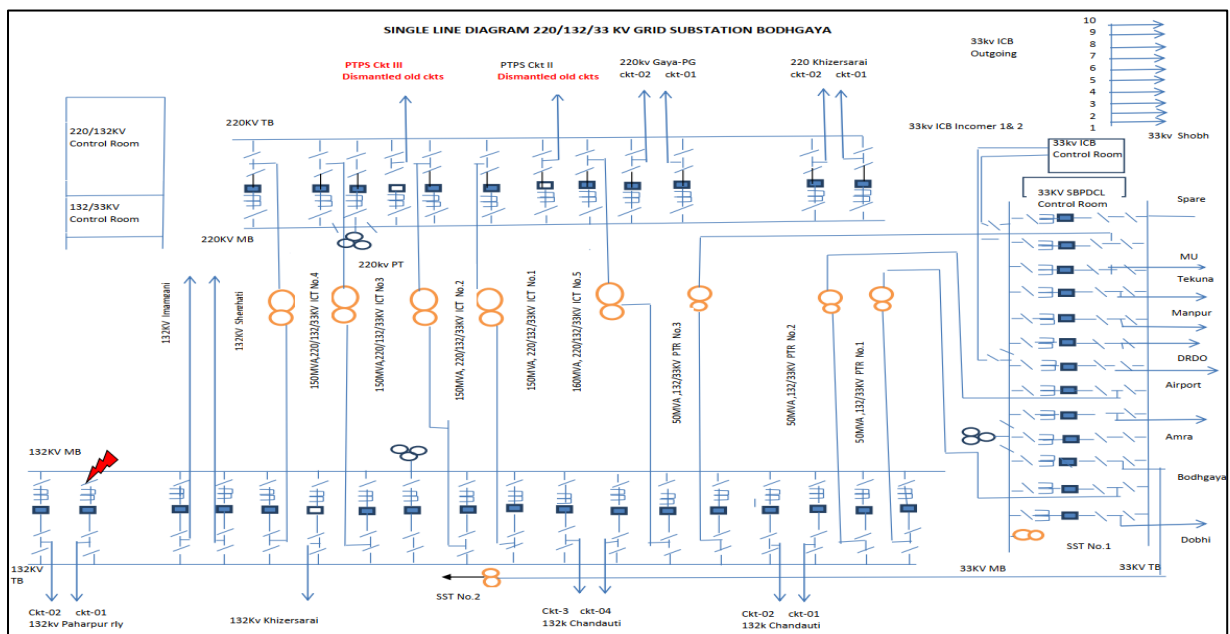 SINGLE LINE DIAGRAM 220/132/33 KV GRID SUBSTATION BODHGAYA
PTPS Ckt III
Dismantled old ckts
PTPS Ckt II
Dismantled old ckts
220kv Gaya-PG
ckt-02 ckt-01
220 Khizersarai
ckt-02 ckt-01
33kv ICB
Outgoing
10
9
8
7
6
5
4
3
2
1
33kv Shobh
33kv ICB Incomer 1& 2
33kv ICB
Control Room
33KV SBPDCL
Control Room
220/132KV
Control Room
132/33KV
Control Room
220KV TB
220KV MB
220kv PT
132KV Imamganj
132KV Sherghati
150MVA,220/132/33KV ICT No.4
150MVA,220/132/33KV ICT No3
150MVA, 220/132/33KV ICT No.2
150MVA, 220/132/33KV ICT No.1
160MVA, 220/132/33KV ICT No.5
50MVA ,132/33KV PTR No.3
50MVA ,132/33KV PTR No.2
50MVA ,132/33KV PTR No.1
Spare
MU
Tekuna
Manpur
DRDO
Airport
Amra
Bodhgaya
Dobhi
SST No.1
33KV MB
33KV TB
132KV MB
132KV
TB
SST No.2
Ckt-02 ckt-01
132kv Paharpur rly
132Kv Khizersarai
Ckt-3 ckt-04
132k Chandauti
Ckt-02 ckt-01
132k Chandauti